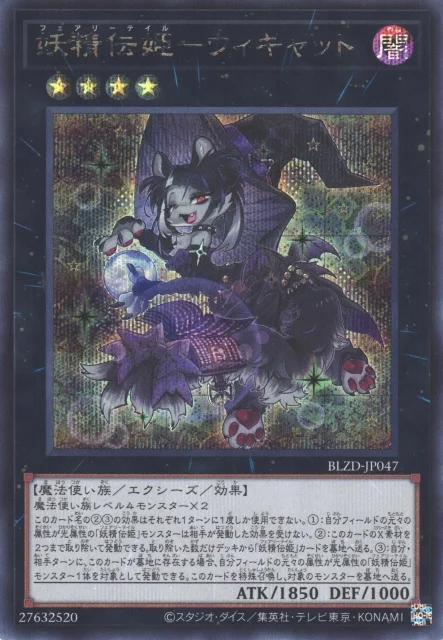 フェアリーテイル
妖精伝姫－ウィキャット
闇
BLZD-JP047
【魔法使い族／エクシーズ／効果】
魔法使い族レベル４モンスター×２
このカード名の②③の効果はそれぞれ１ターンに１度しか使用できない。①：自分フィールドの元々の
属性が光属性の「妖精伝姫」モンスターは相手が発動した効果を受けない。②：このカードのX素材を
２つまで取り除いて発動できる。取り除いた数だけデッキから「妖精伝姫」カードを墓地へ送る。③：自分・
相手ターンに、このカードが墓地に存在する場合、自分フィールドの元々の属性が光属性の「妖精伝姫」
モンスター１体を対象として発動できる。このカードを特殊召喚し、対象のモンスターを墓地へ送る。
ATK/1850 DEF/1000
27632520
©スタジオ・ダイス／集英社・テレビ東京・KONAMI